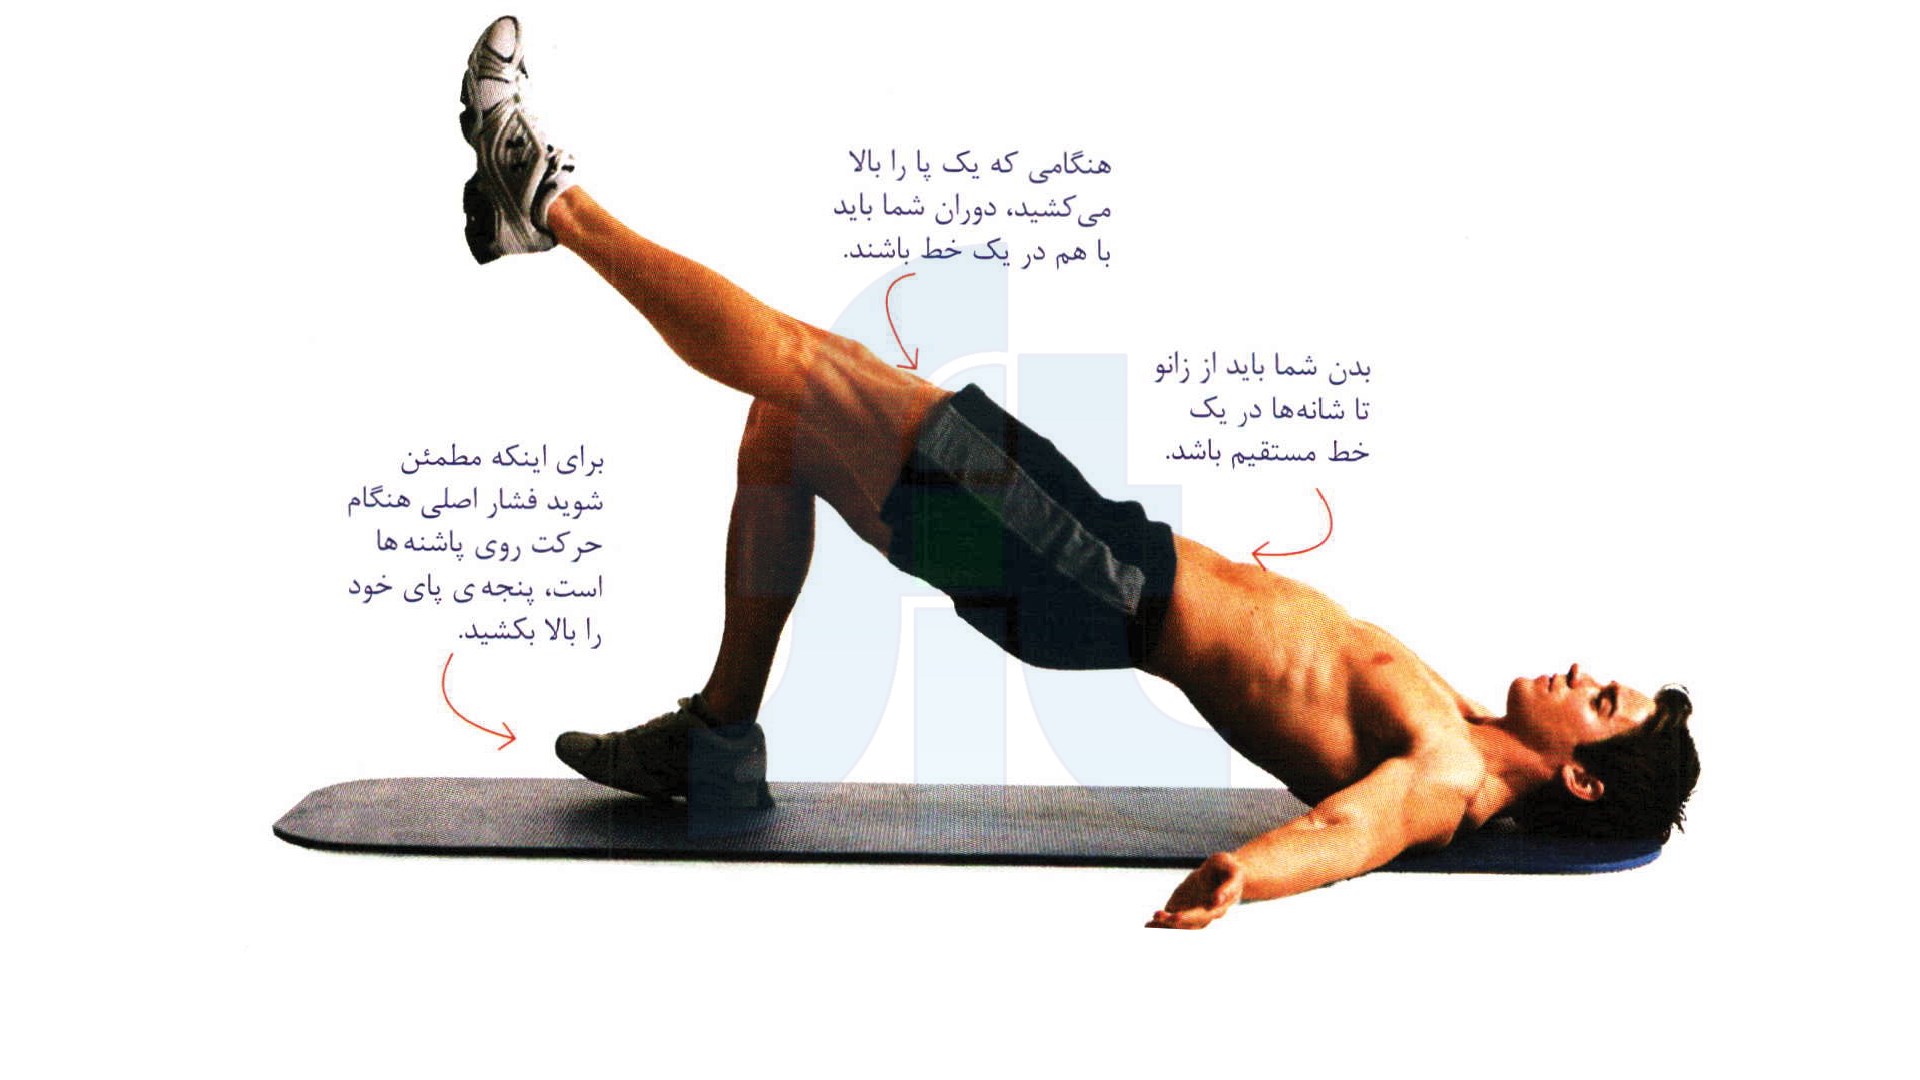 هنگامی که یک پا را بالا
می‌کشید، دوران شما باید
با هم در یک خط باشند.
بدن شما باید از زانو
تا شانه‌ها در یک
خط مستقیم باشد.
برای اینکه مطمئن
شوید فشار اصلی هنگام
حرکت روی پاشنه ها
است، پنجه ی پای خود
را بالا بکشید.